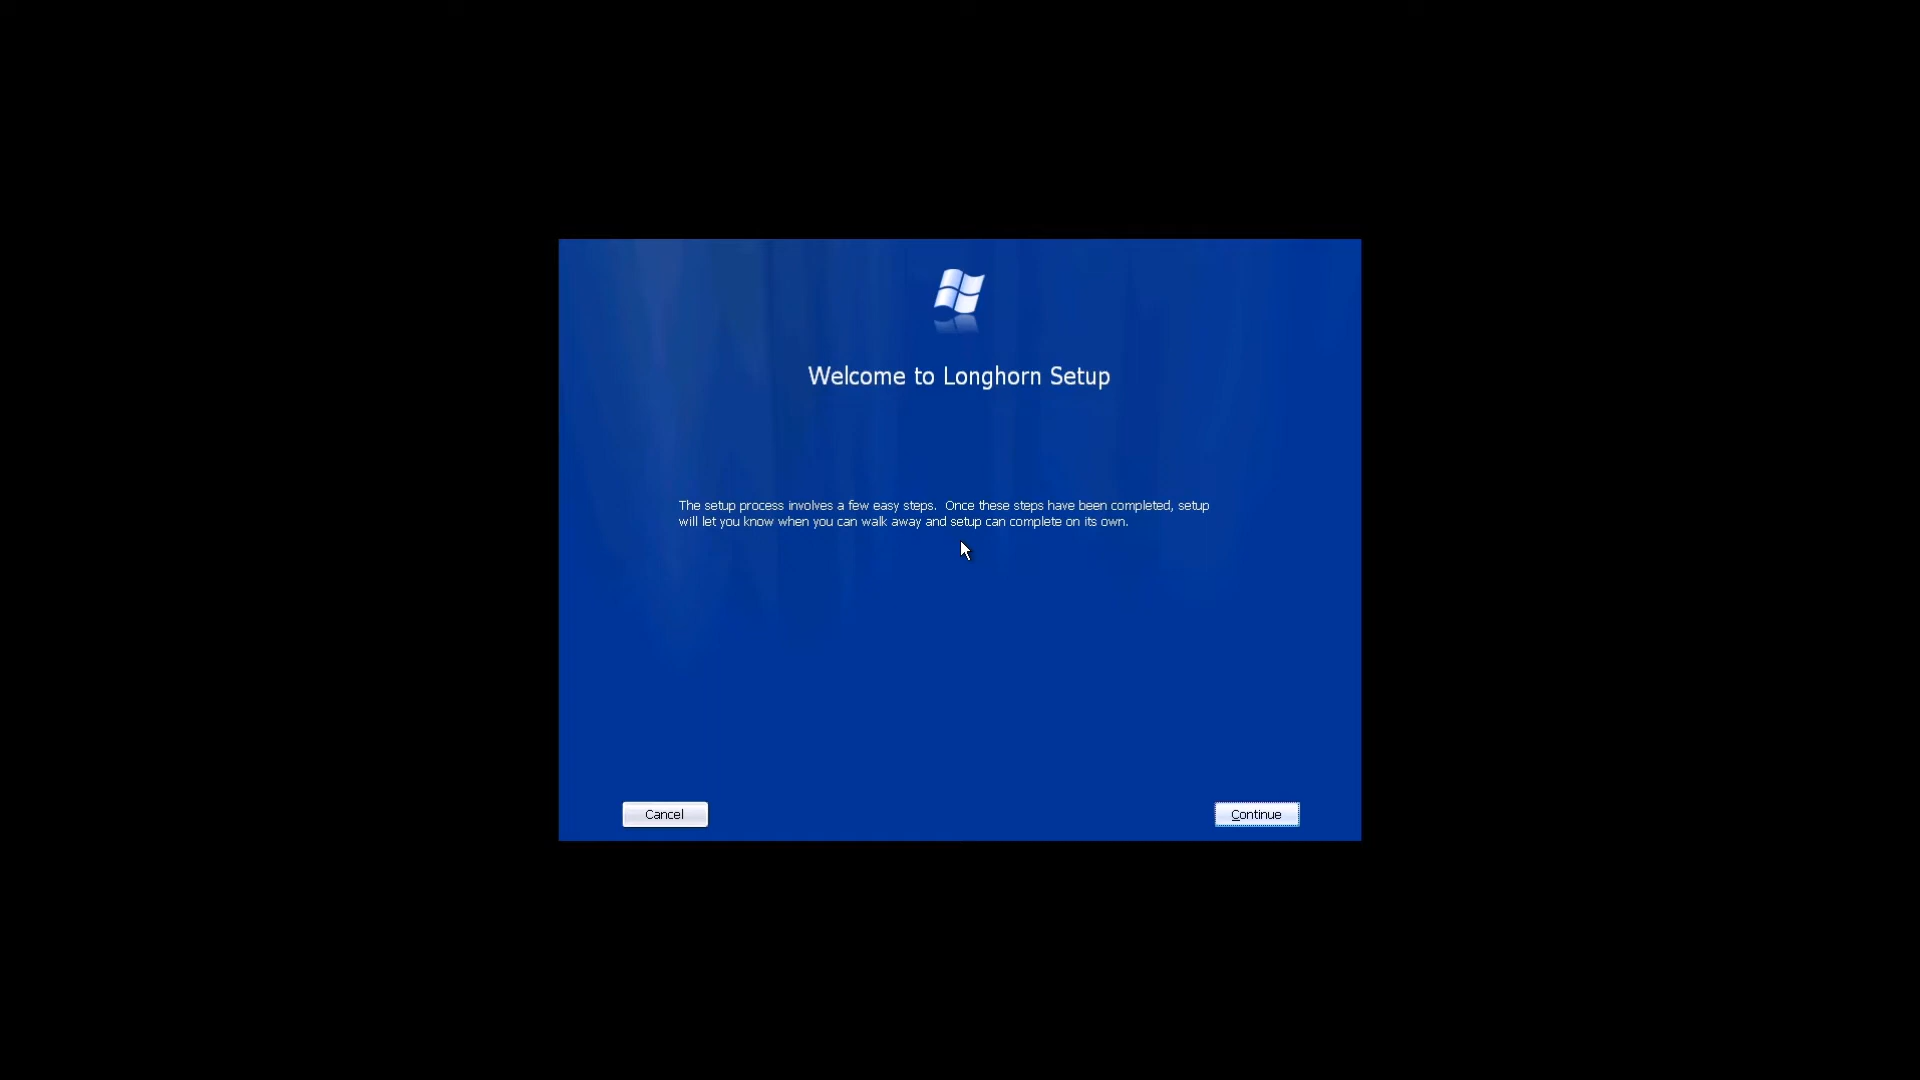 Welcome to Longhorn Setup
The setup process involves a few easy steps.  Once these steps have been completed, setup
will let you know when you can walk away and setup can complete on its own.
Cancel
Continue